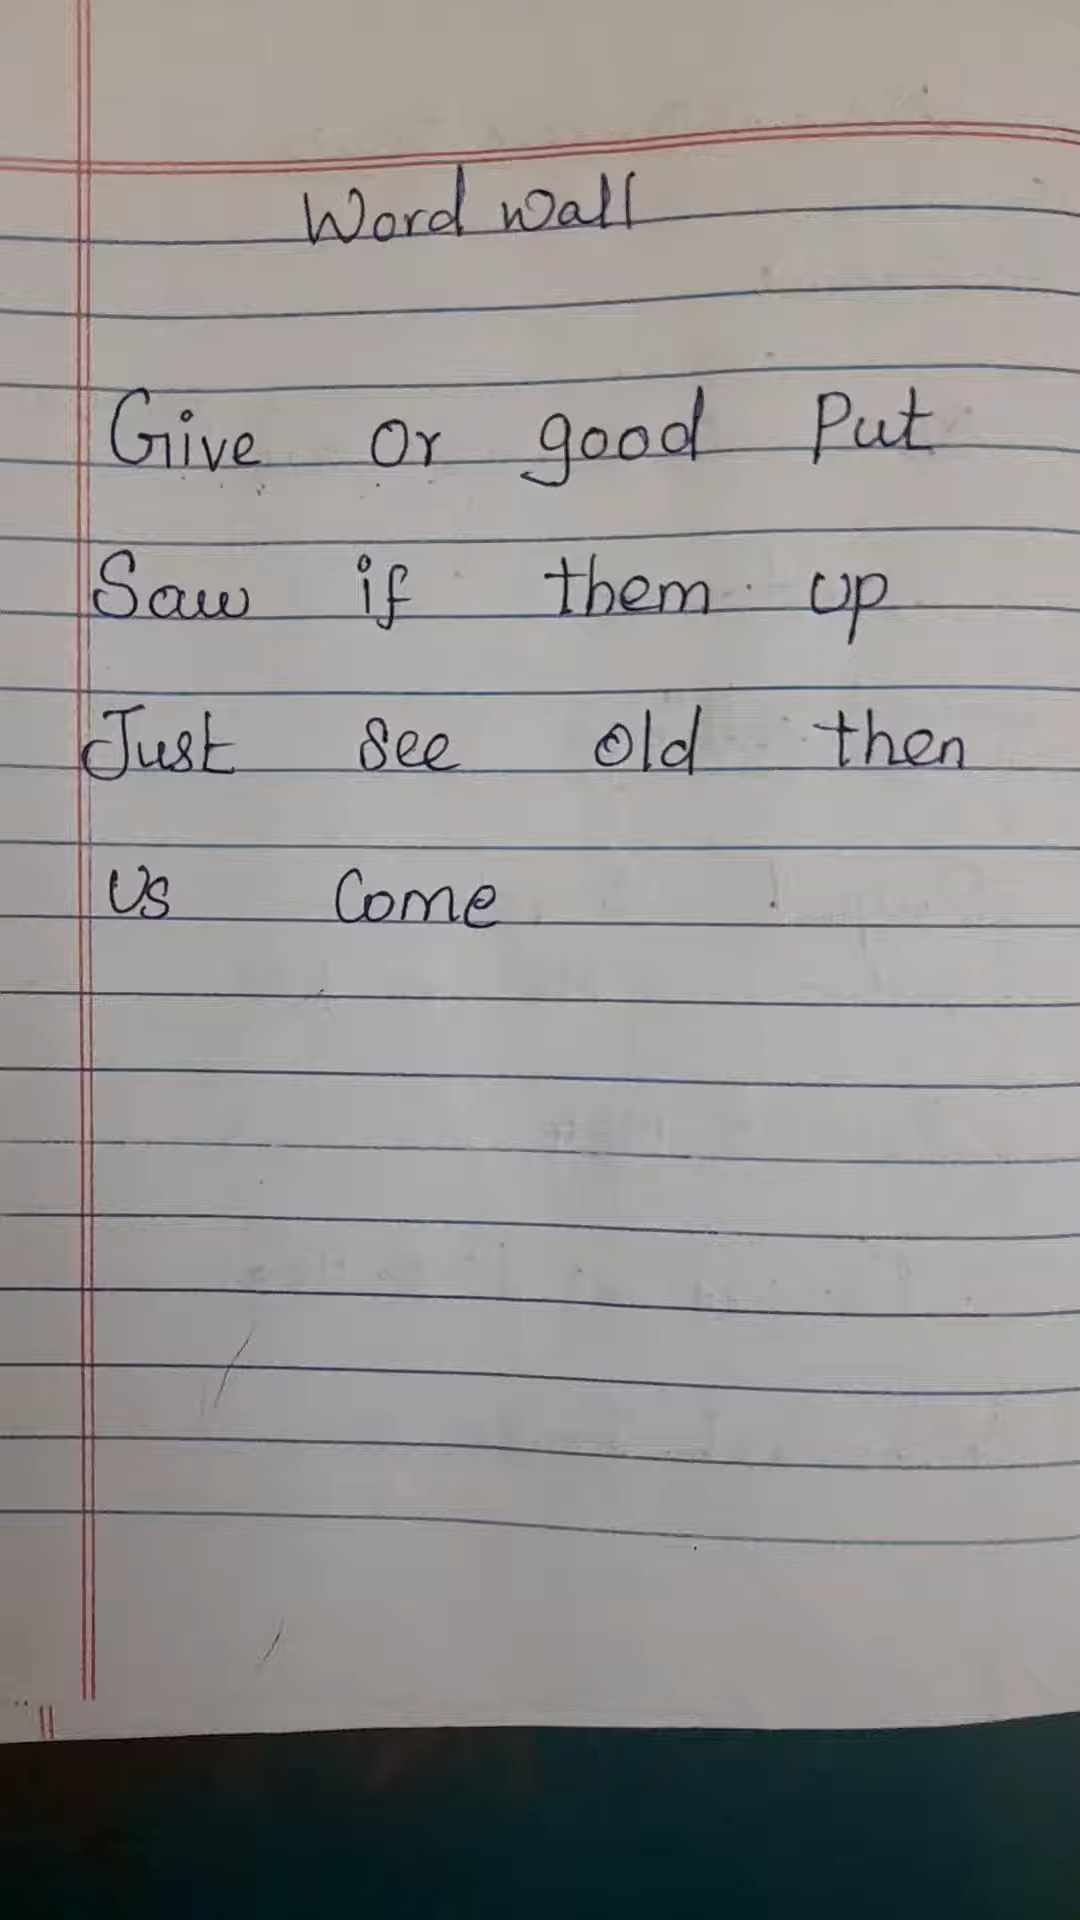 Word wall
Give or good Put
Saw if them up
Just see old then
Us Come